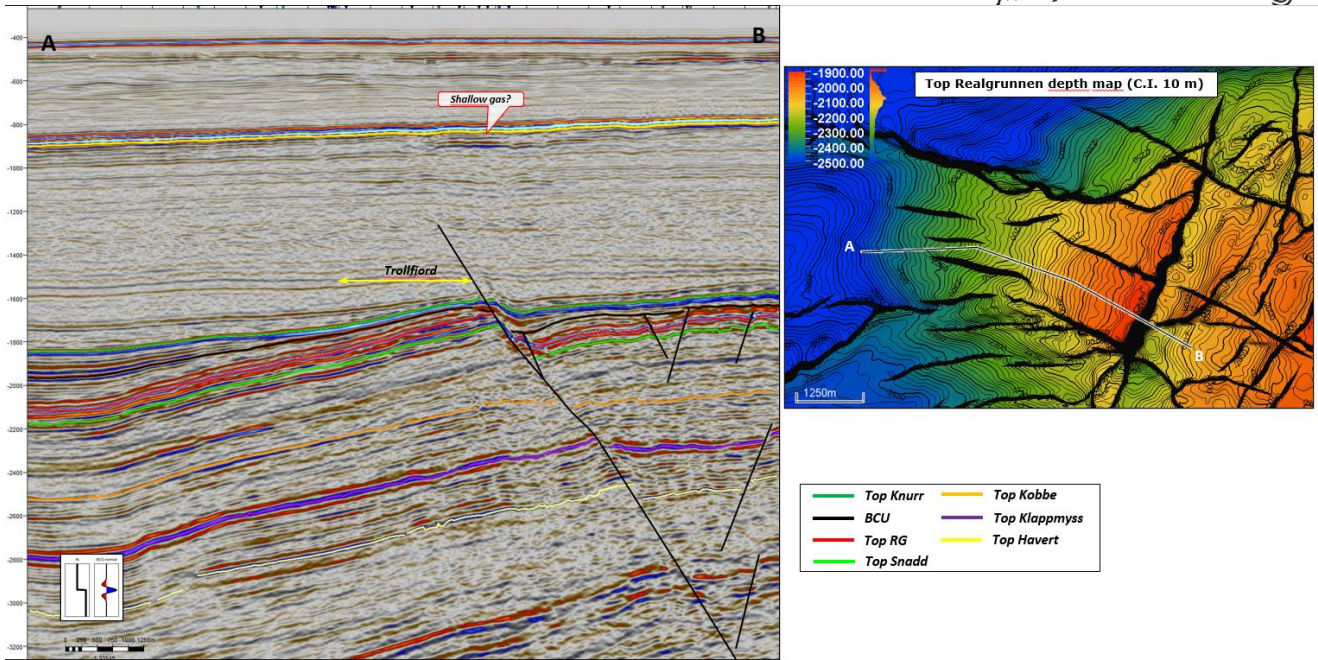 A
B
-400
-600
-800
-1000
-1200
-1400
-1600
-1800
-2000
-2200
-2400
-2600
-2800
-3000
-3200
Shallow gas?
Trollfjord
0 250 500 750 1000 1250m
Top Realgrunnen depth map (C.I. 10 m)
-1900.00
-2000.00
-2100.00
-2200.00
-2300.00
-2400.00
-2500.00
A
B
1250m
Top Knurr
BCU
Top RG
Top Snadd
Top Kobbe
Top Klappmyss
Top Havert